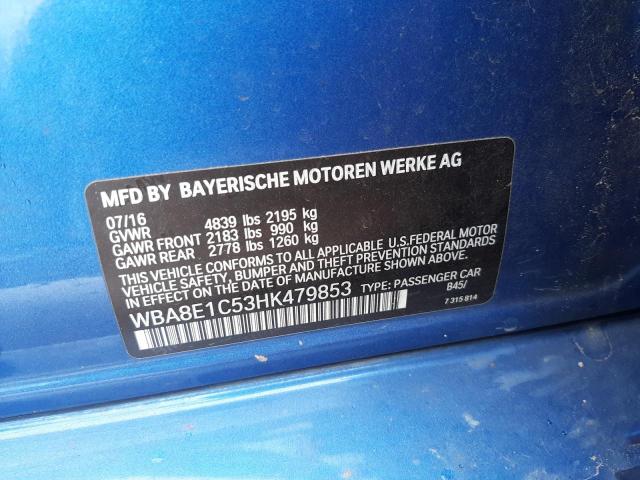 MFD BY BAYERISCHE MOTOREN WERKE AG
07/16
GVWR 4839 lbs 2195 kg
GAWR FRONT 2183 lbs 990 kg
GAWR REAR 2778 lbs 1260 kg
THIS VEHICLE CONFORMS TO ALL APPLICABLE U.S.FEDERAL MOTOR
VEHICLE SAFETY, BUMPER AND THEFT PREVENTION STANDARDS
IN EFFECT ON THE DATE OF MANUFACTURE SHOWN ABOVE.
WBA8E1C53HK479853 TYPE: PASSENGER CAR
B45/
7 315 814